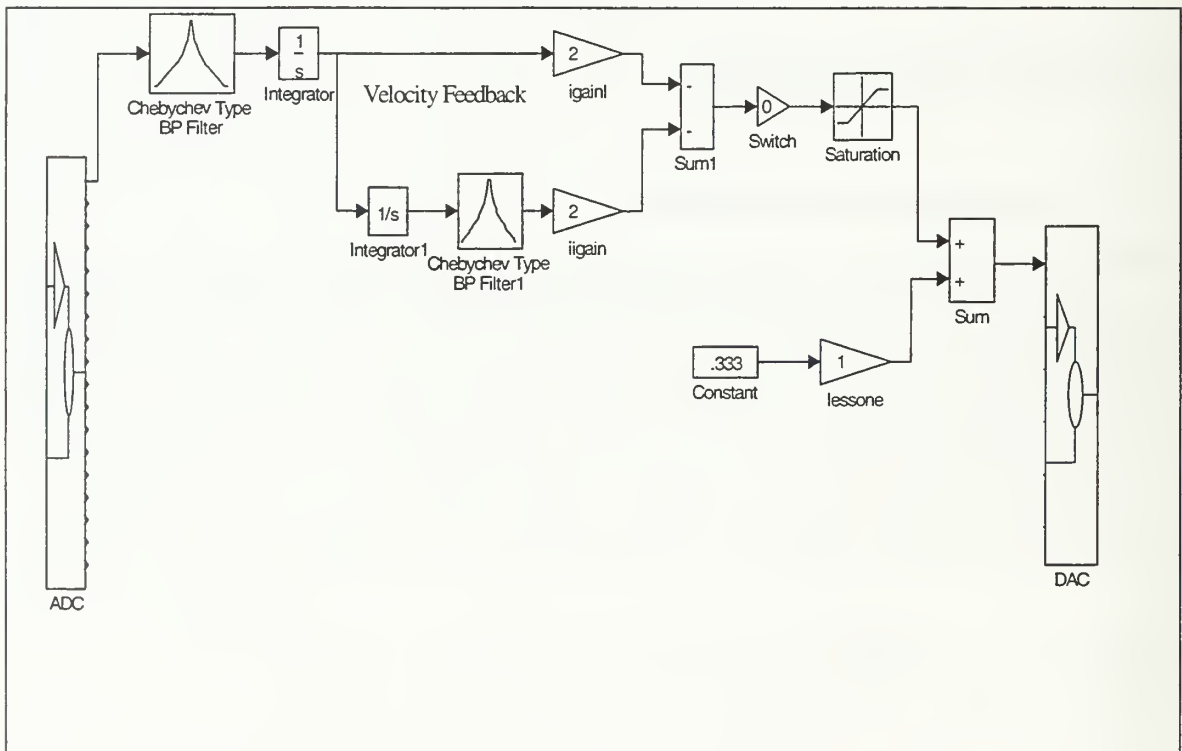 1
s
Chebychev Type
BP Filter
Integrator
Velocity Feedback
2
igainI
-
-
Sum1
0
Switch
Saturation
1/s
Integrator1
Chebychev Type
BP Filter1
2
iigain
+
+
Sum
.333
Constant
1
lessone
ADC
DAC